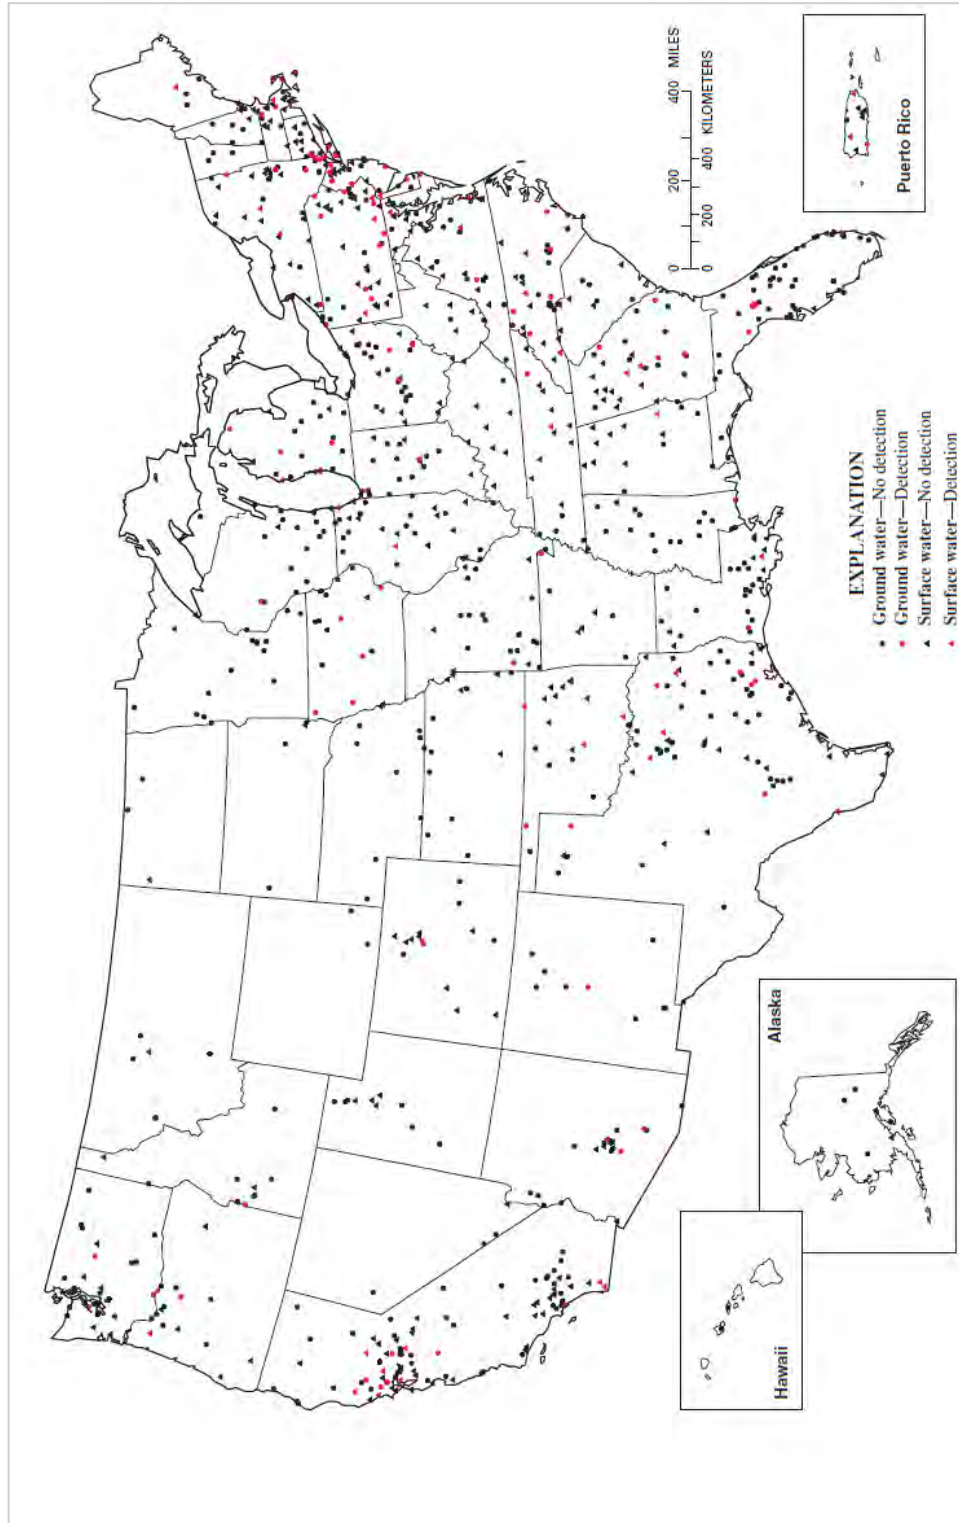 0 200 400 MILES
0 200 400 KILOMETERS
Puerto Rico
Alaska
Hawaii
EXPLANATION
Ground water—No detection
Ground water—Detection
Surface water—No detection
Surface water—Detection